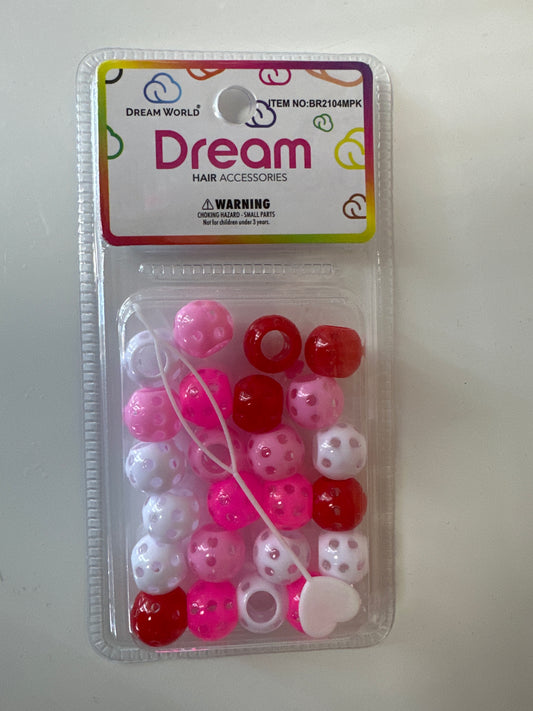 DREAM WORLD®
ITEM NO:BR2104MPK
Dream
HAIR ACCESSORIES
⚠WARNING
CHOKING HAZARD - SMALL PARTS
Not for children under 3 years.